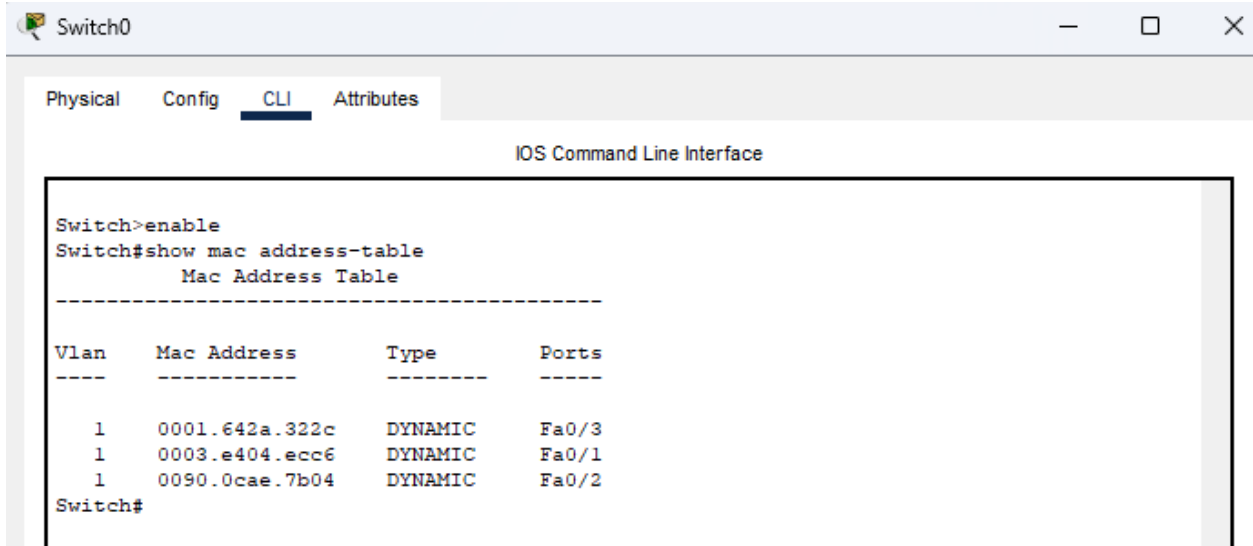 Switch0
Physical Config CLI Attributes
IOS Command Line Interface
Switch>enable
Switch#show mac address-table
Mac Address Table
-------------------------------------------
Vlan Mac Address Type Ports
---- ----------- -------- -----
1 0001.642a.322c DYNAMIC Fa0/3
1 0003.e404.ecc6 DYNAMIC Fa0/1
1 0090.0cae.7b04 DYNAMIC Fa0/2
Switch#